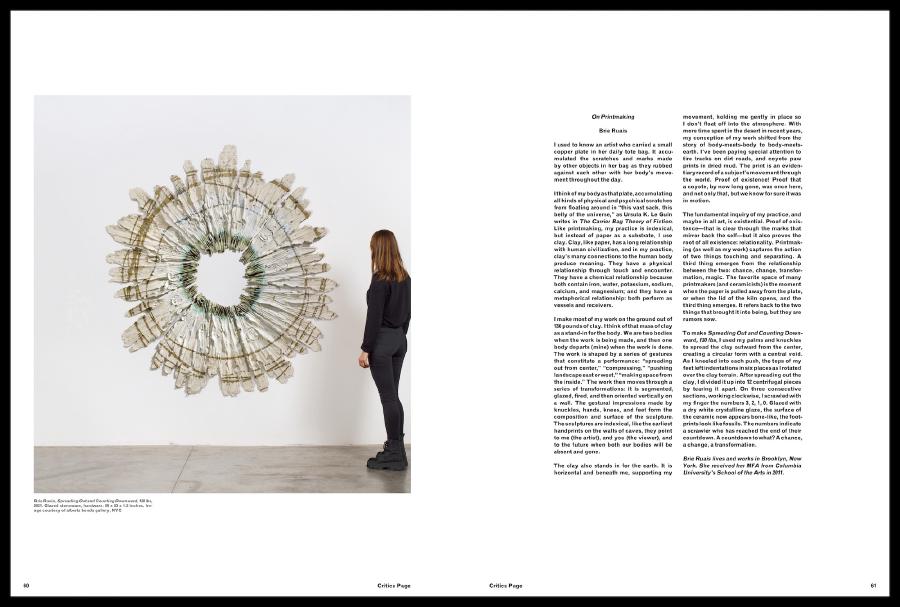 Brie Ruais, Spreading Out and Counting Downward, 130 lbs,
2021. Glazed stoneware, hardware.
age courtesy of albertz benda gallery, NYC
60
Critics Page
On Printmaking
Brie Ruais
I used to know an artist who carried a small
copper plate in her daily tote bag. It accu-
mulated the scratches and marks made
by other objects in her bag as they rubbed
against each other with her body's move-
ment throughout the day.
I think of my body as that plate, accumulating
all kinds of physical and psychical scratches
from floating around in "this vast sack, this
belly of the universe," as Ursula K. Le Guin
writes in The Carrier Bag Theory of Fiction.
Like printmaking, my practice is indexical,
but instead of paper as a substrate, I use
clay. Clay, like paper, has a long relationship
with human civilization, and in my practice,
clay's many connections to the human body
produce meaning. They have a physical
relationship through touch and encounter.
They have a chemical relationship because
both contain iron, water, potassium, sodium,
calcium, and magnesium; and they have a
metaphorical relationship: both perform as
vessels and receivers.
I make most of my work on the ground out of
130 pounds of clay. I think of that mass of clay
as a stand-in for the body. We are two bodies
when the work is being made, and then one
body departs (mine) when the work is done.
The work is shaped by a series of gestures
that constitute a performance: "spreading
out from center," "compressing," "pushing
landscape east or west," "making space from
the inside." The work then moves through a
series of transformations: it is segmented,
glazed, fired, and then oriented vertically on
a wall. The gestural impressions made by
knuckles, hands, knees, and feet form the
composition and surface of the sculpture.
The sculptures are indexical, like the earliest
handprints on the walls of caves, they point
to me (the artist), and you (the viewer), and
to the future when both our bodies will be
absent and gone.
The clay also stands in for the earth. It is
horizontal and beneath me, supporting my
movement, holding me gently in place so
I don't float off into the atmosphere. With
more time spent in the desert in recent years,
my conception of my work shifted from the
story of body-meets-body to body-meets-
earth. I've been paying special attention to
tire tracks on dirt roads, and coyote paw
prints in dried mud. The print is an eviden-
tiary record of a subject's movement through
the world. Proof of existence! Proof that
a coyote, by now long gone, was once here,
and not only that, but we know for sure it was
in motion.
The fundamental inquiry of my practice, and
maybe in all art, is existential. Proof of exis-
tence—that is clear through the marks that
mirror back the self—but it also proves the
root of all existence: relationality. Printmak-
ing (as well as my work) captures the action
of two things touching and separating. A
third thing emerges from the relationship
between the two: chance, change, transfor-
mation, magic. The favorite space of many
printmakers (and ceramicists) is the moment
when the paper is pulled away from the plate,
or when the lid of the kiln opens, and the
third thing emerges. It refers back to the two
things that brought it into being, but they are
rumors now.
To make Spreading Out and Counting Down-
ward, 130 lbs, I used my palms and knuckles
to spread the clay outward from the center,
creating a circular form with a central void.
As I kneeled into each push, the tops of my
feet left indentations in six places as I rotated
over the clay terrain. After spreading out the
clay, I divided it up into 12 centrifugal pieces
by tearing it apart. On three consecutive
sections, working clockwise, I scrawled with
my finger the numbers 3, 2, 1, 0. Glazed with
a dry white crystalline glaze, the surface of
the ceramic now appears bone-like, the foot-
prints look like fossils. The numbers indicate
a scrawler who has reached the end of their
countdown. A countdown to what? A chance,
a change, a transformation.
Brie Ruais lives and works in Brooklyn, New
York. She received her MFA from Columbia
University's School of the Arts in 2011.
Critics Page
61